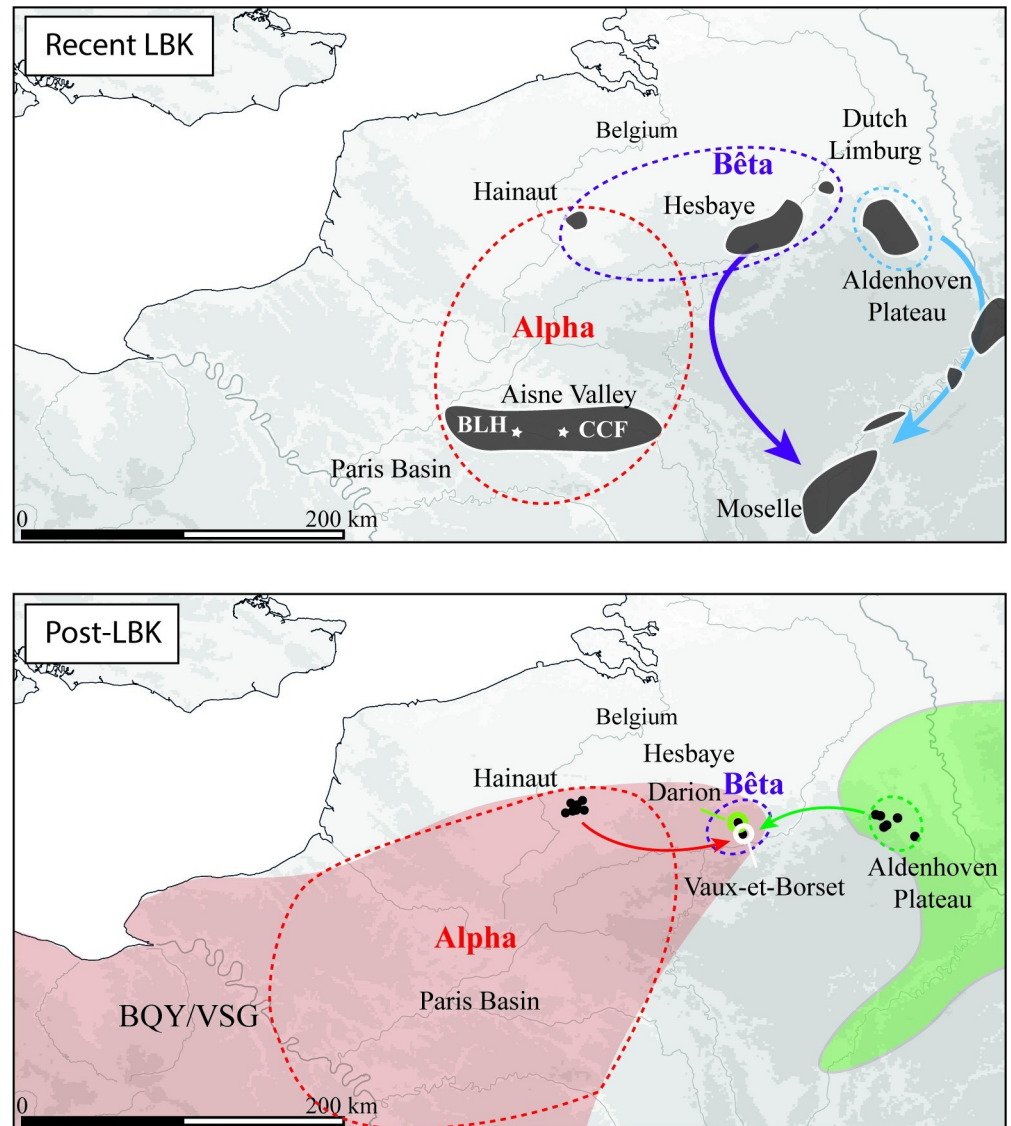 Recent LBK
Belgium
Dutch
Limburg
Bêta
Hainaut
Hesbaye
Aldenhoven
Plateau
Alpha
Aisne Valley
BLH
CCF
Paris Basin
Moselle
0
200 km
Post-LBK
Belgium
Hesbaye
Hainaut
Darion
Bêta
Aldenhoven
Plateau
Vaux-et-Borset
Alpha
Paris Basin
BQY/VSG
0
200 km